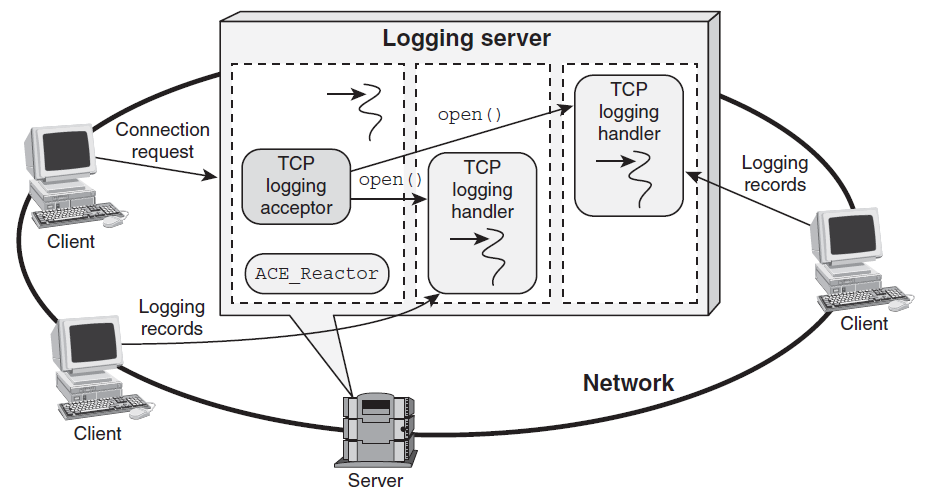 Logging server
TCP
logging
handler
open()
Connection
request
TCP
logging
acceptor
open()
TCP
logging
handler
Logging
records
Client
ACE_Reactor
Logging
records
Client
Network
Client
Server